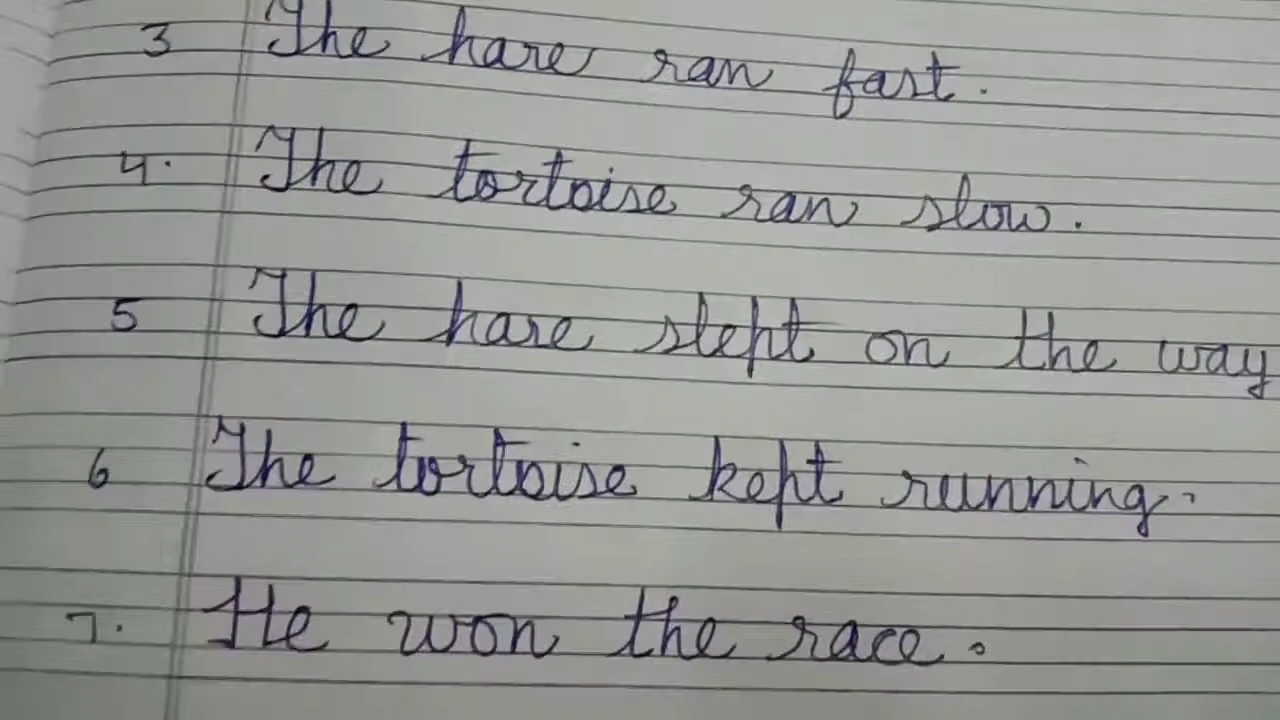 3 The hare ran fast.
4. The tortoise ran slow.
5 The hare slept on the way
6 The tortoise kept running.
7. He won the race.